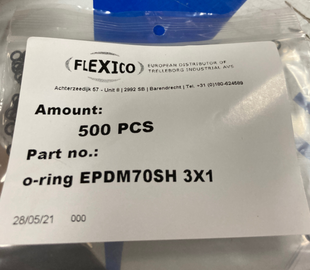 FLEXICO
EUROPEAN DISTRIBUTOR OF
TRELLEBORG INDUSTRIAL AVS
Achterzeedijk 57 - Unit 8 | 2992 SB | Barendrecht | Tel. +31 (0)180-624569
Amount:
500 PCS
Part no.:
o-ring EPDM70SH 3X1
28/05/21 000